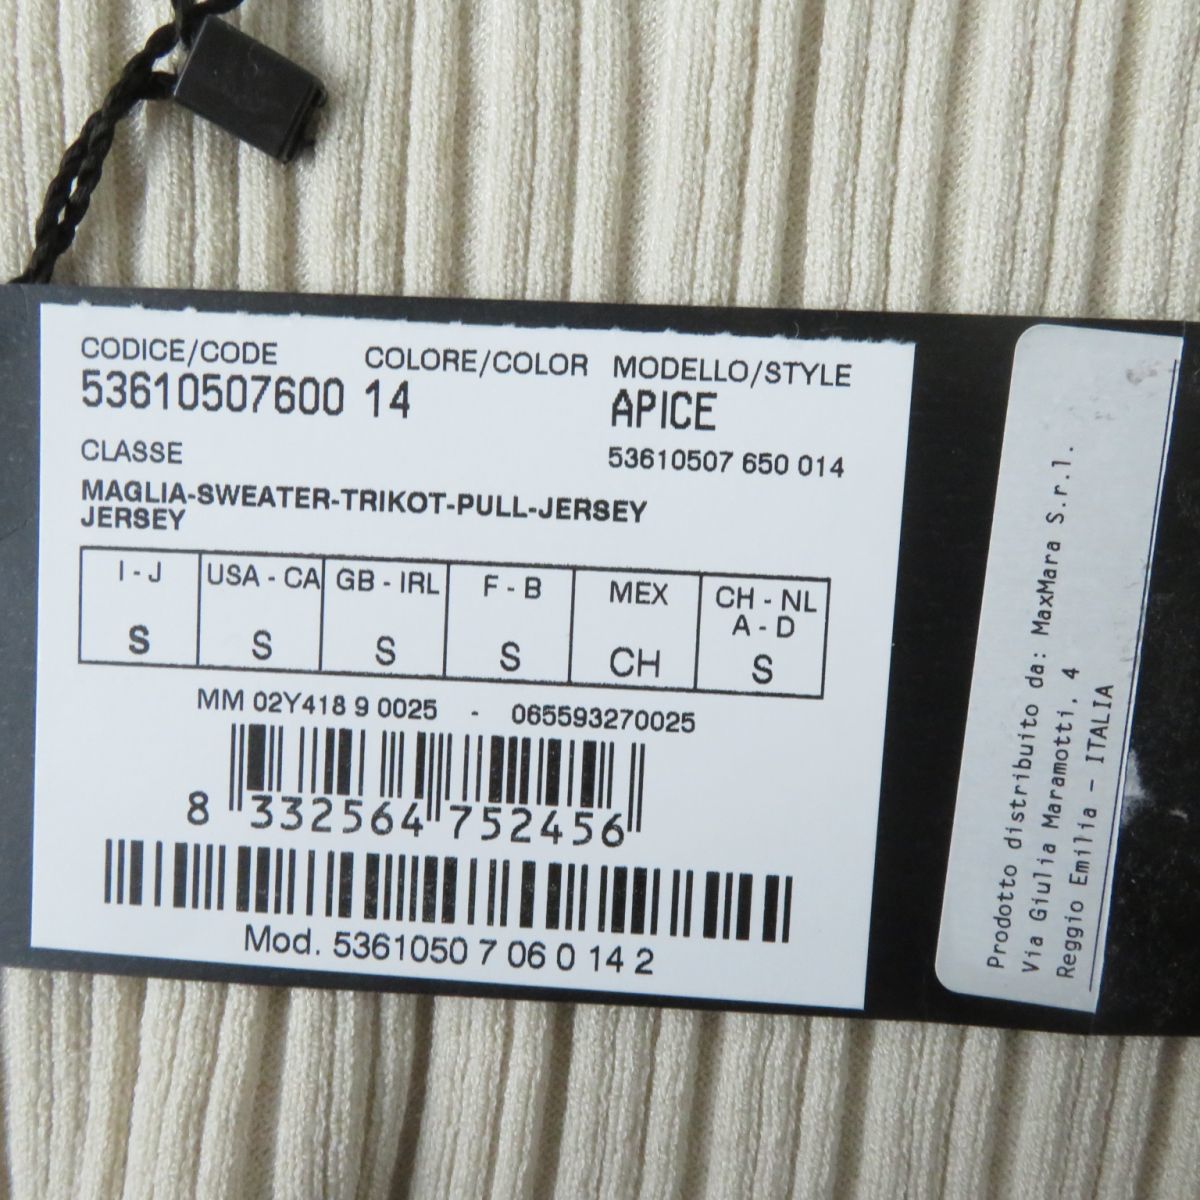 CODICE/CODE COLORE/COLOR MODELLO/STYLE
53610507600 14 APICE
CLASSE 53610507 650 014
MAGLIA-SWEATER-TRIKOT-PULL-JERSEY
JERSEY
I - J USA - CA GB - IRL F - B MEX CH - NL
A - D
S S S S CH S
MM 02Y418 9 0025 - 065593270025
8 332564 752456
Mod. 5361050 7 06 0 14 2
Prodotto distribuito da: MaxMara S.r.l.
Via Giulia Maramotti, 4
Reggio Emilia - ITALIA